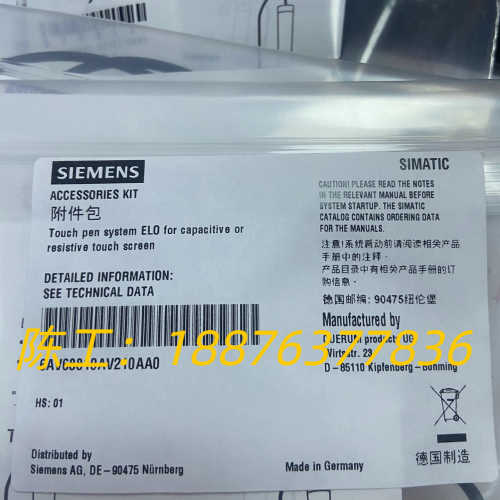 SIEMENS
ACCESSORIES KIT
附件包
Touch pen system ELO for capacitive or
resistive touch screen
DETAILED INFORMATION:
SEE TECHNICAL DATA
HS: 01
Distributed by
Siemens AG, DE-90475 Nürnberg
SIMATIC
CAUTION! PLEASE READ THE NOTES
IN THE RELEVANT MANUAL BEFORE
SYSTEM STARTUP. THE SIMATIC
CATALOG CONTAINS ORDERING DATA
FOR THE MANUALS.
注意!系统启动前请阅读相关产品
手册中的注释。
产品目录中有相关产品手册的订
购信息。
德国邮编: 90475纽伦堡
Manufactured by
products UG
Virtestr. 23
D-85110 Kipfenberg-Böhming
陈工: 18876377836
Made in Germany
德国制造